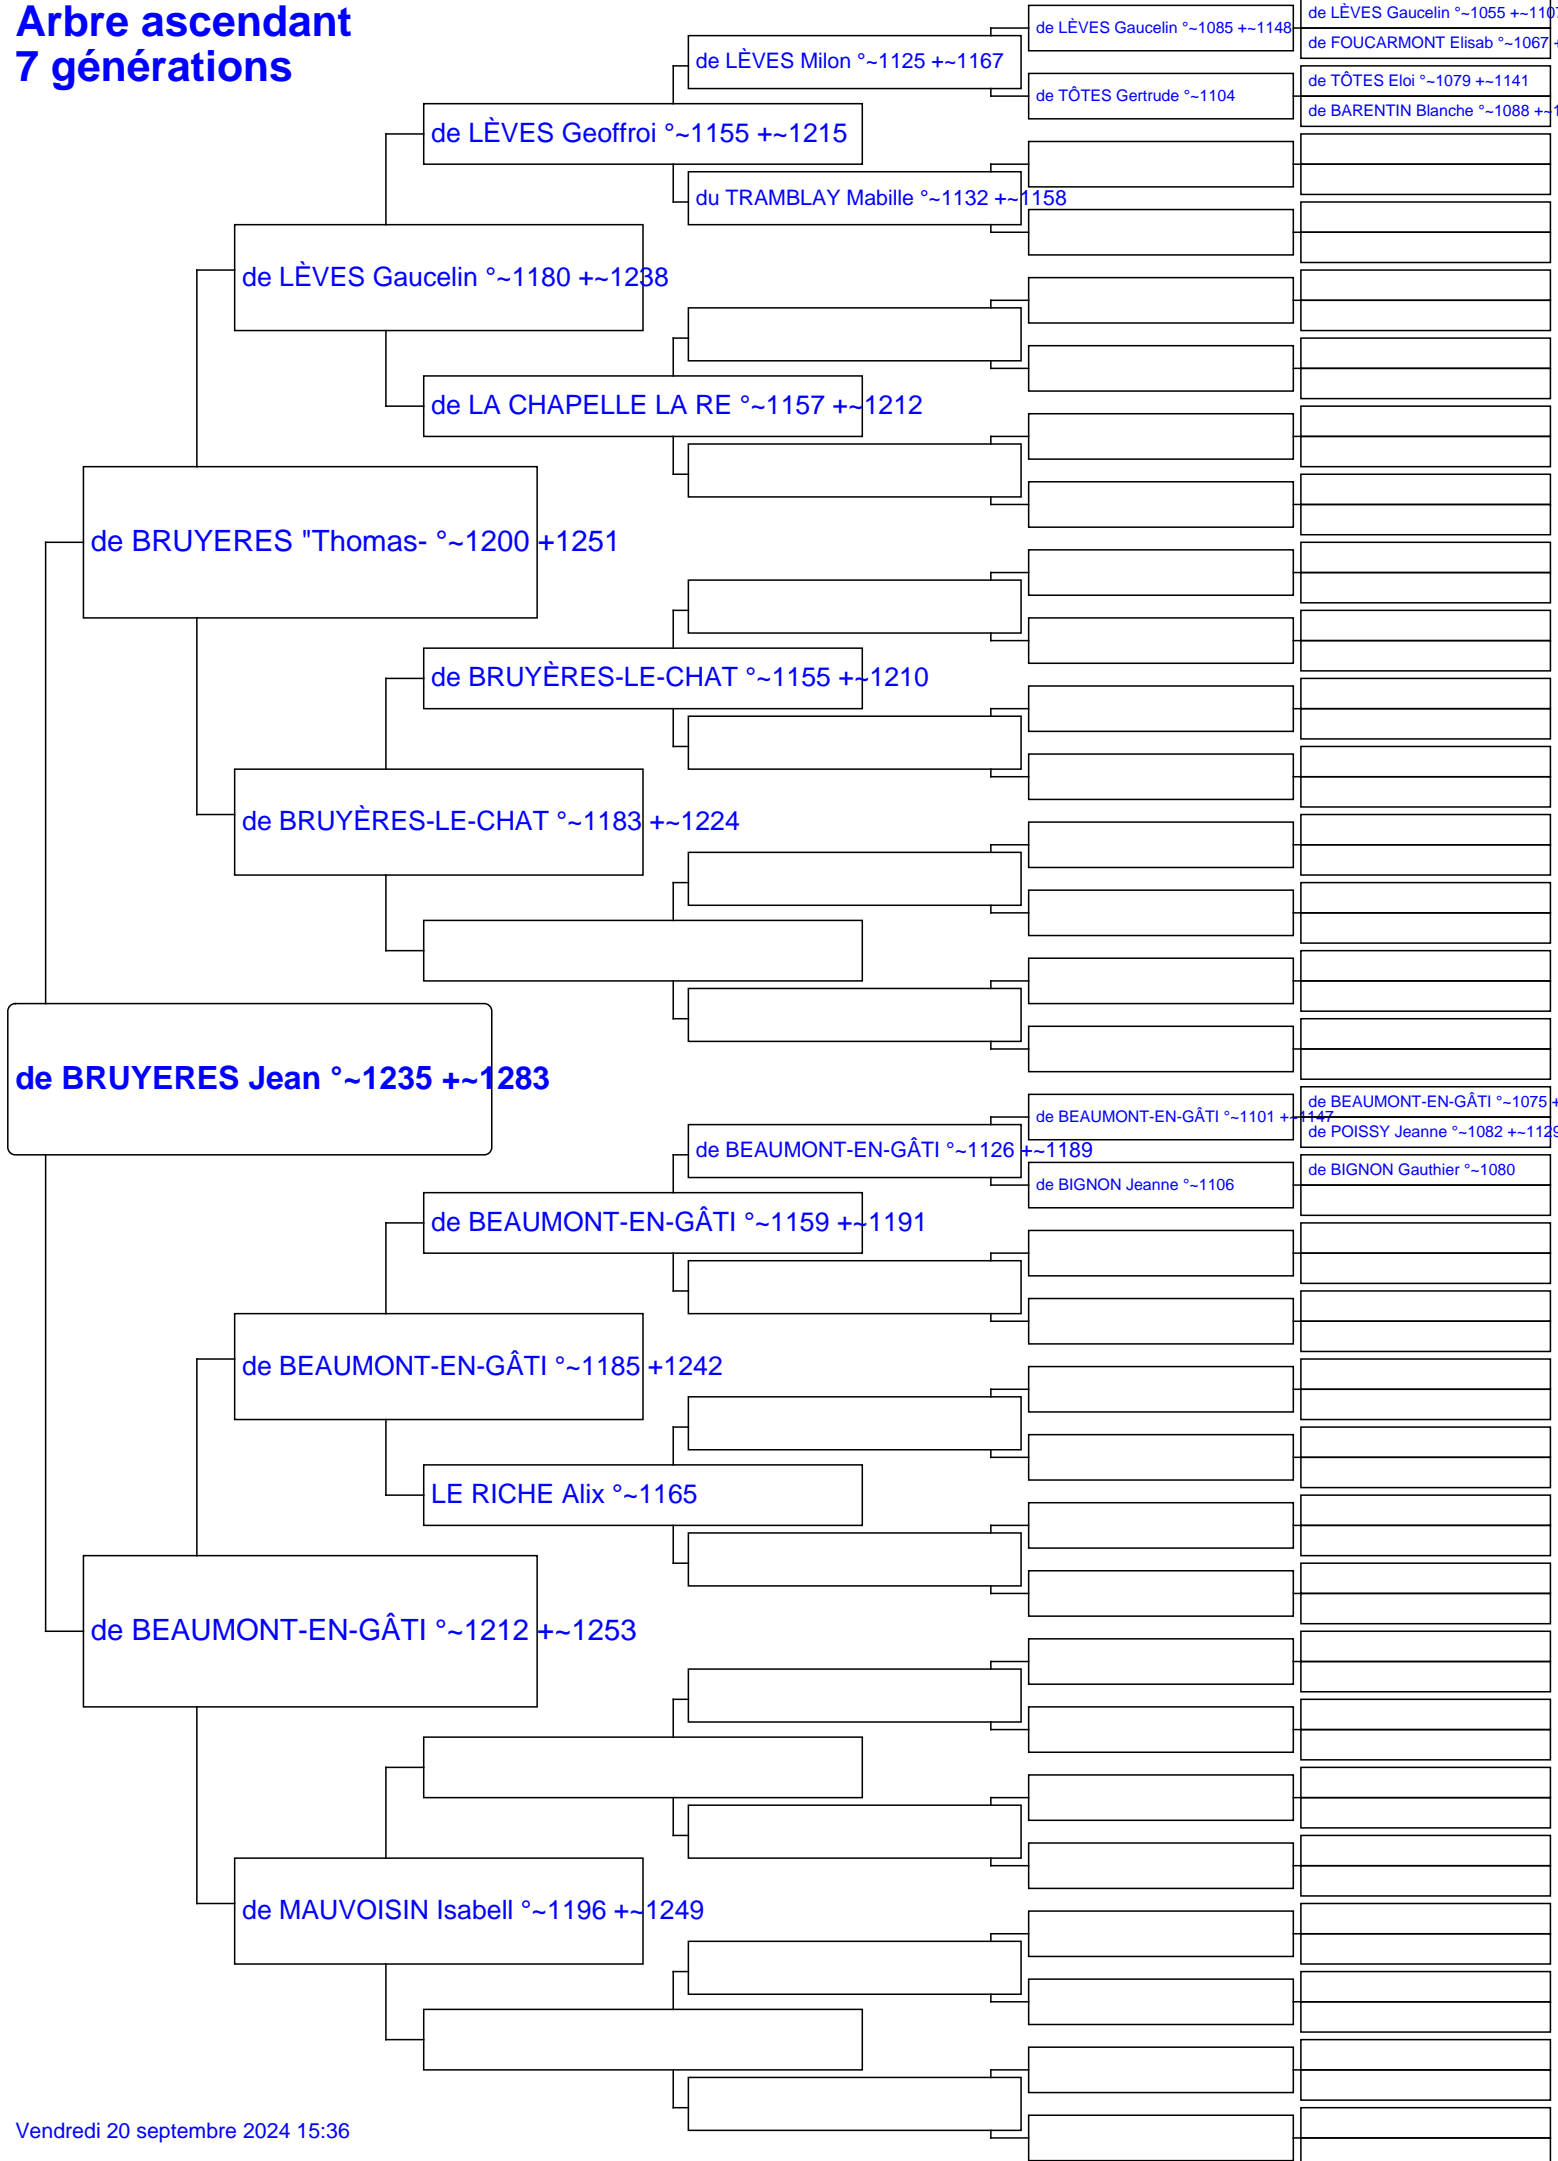 Arbre ascendant
7 générations
de LÈVES Gaucelin °~1055 +~1107
de LÈVES Gaucelin °~1085 +~1148
de FOUCARMONT Elisab °~1067 +
de LÈVES Milon °~1125 +~1167
de TÔTES Eloi °~1079 +~1141
de TÔTES Gertrude °~1104
de BARENTIN Blanche °~1088 +~1
de LÈVES Geoffroi °~1155 +~1215
du TRAMBLAY Mabille °~1132 +~1158
de LÈVES Gaucelin °~1180 +~1238
de LA CHAPELLE LA RE °~1157 +~1212
de BRUYERES "Thomas- °~1200 +1251
de BRUYÈRES-LE-CHAT °~1155 +~1210
de BRUYÈRES-LE-CHAT °~1183 +~1224
de BRUYERES Jean °~1235 +~1283
de BEAUMONT-EN-GÂTI °~1075 +
de BEAUMONT-EN-GÂTI °~1101 +~1147
de POISSY Jeanne °~1082 +~1129
de BEAUMONT-EN-GÂTI °~1126 +~1189
de BIGNON Gauthier °~1080
de BIGNON Jeanne °~1106
de BEAUMONT-EN-GÂTI °~1159 +~1191
de BEAUMONT-EN-GÂTI °~1185 +1242
LE RICHE Alix °~1165
de BEAUMONT-EN-GÂTI °~1212 +~1253
de MAUVOISIN Isabell °~1196 +~1249
Vendredi 20 septembre 2024 15:36